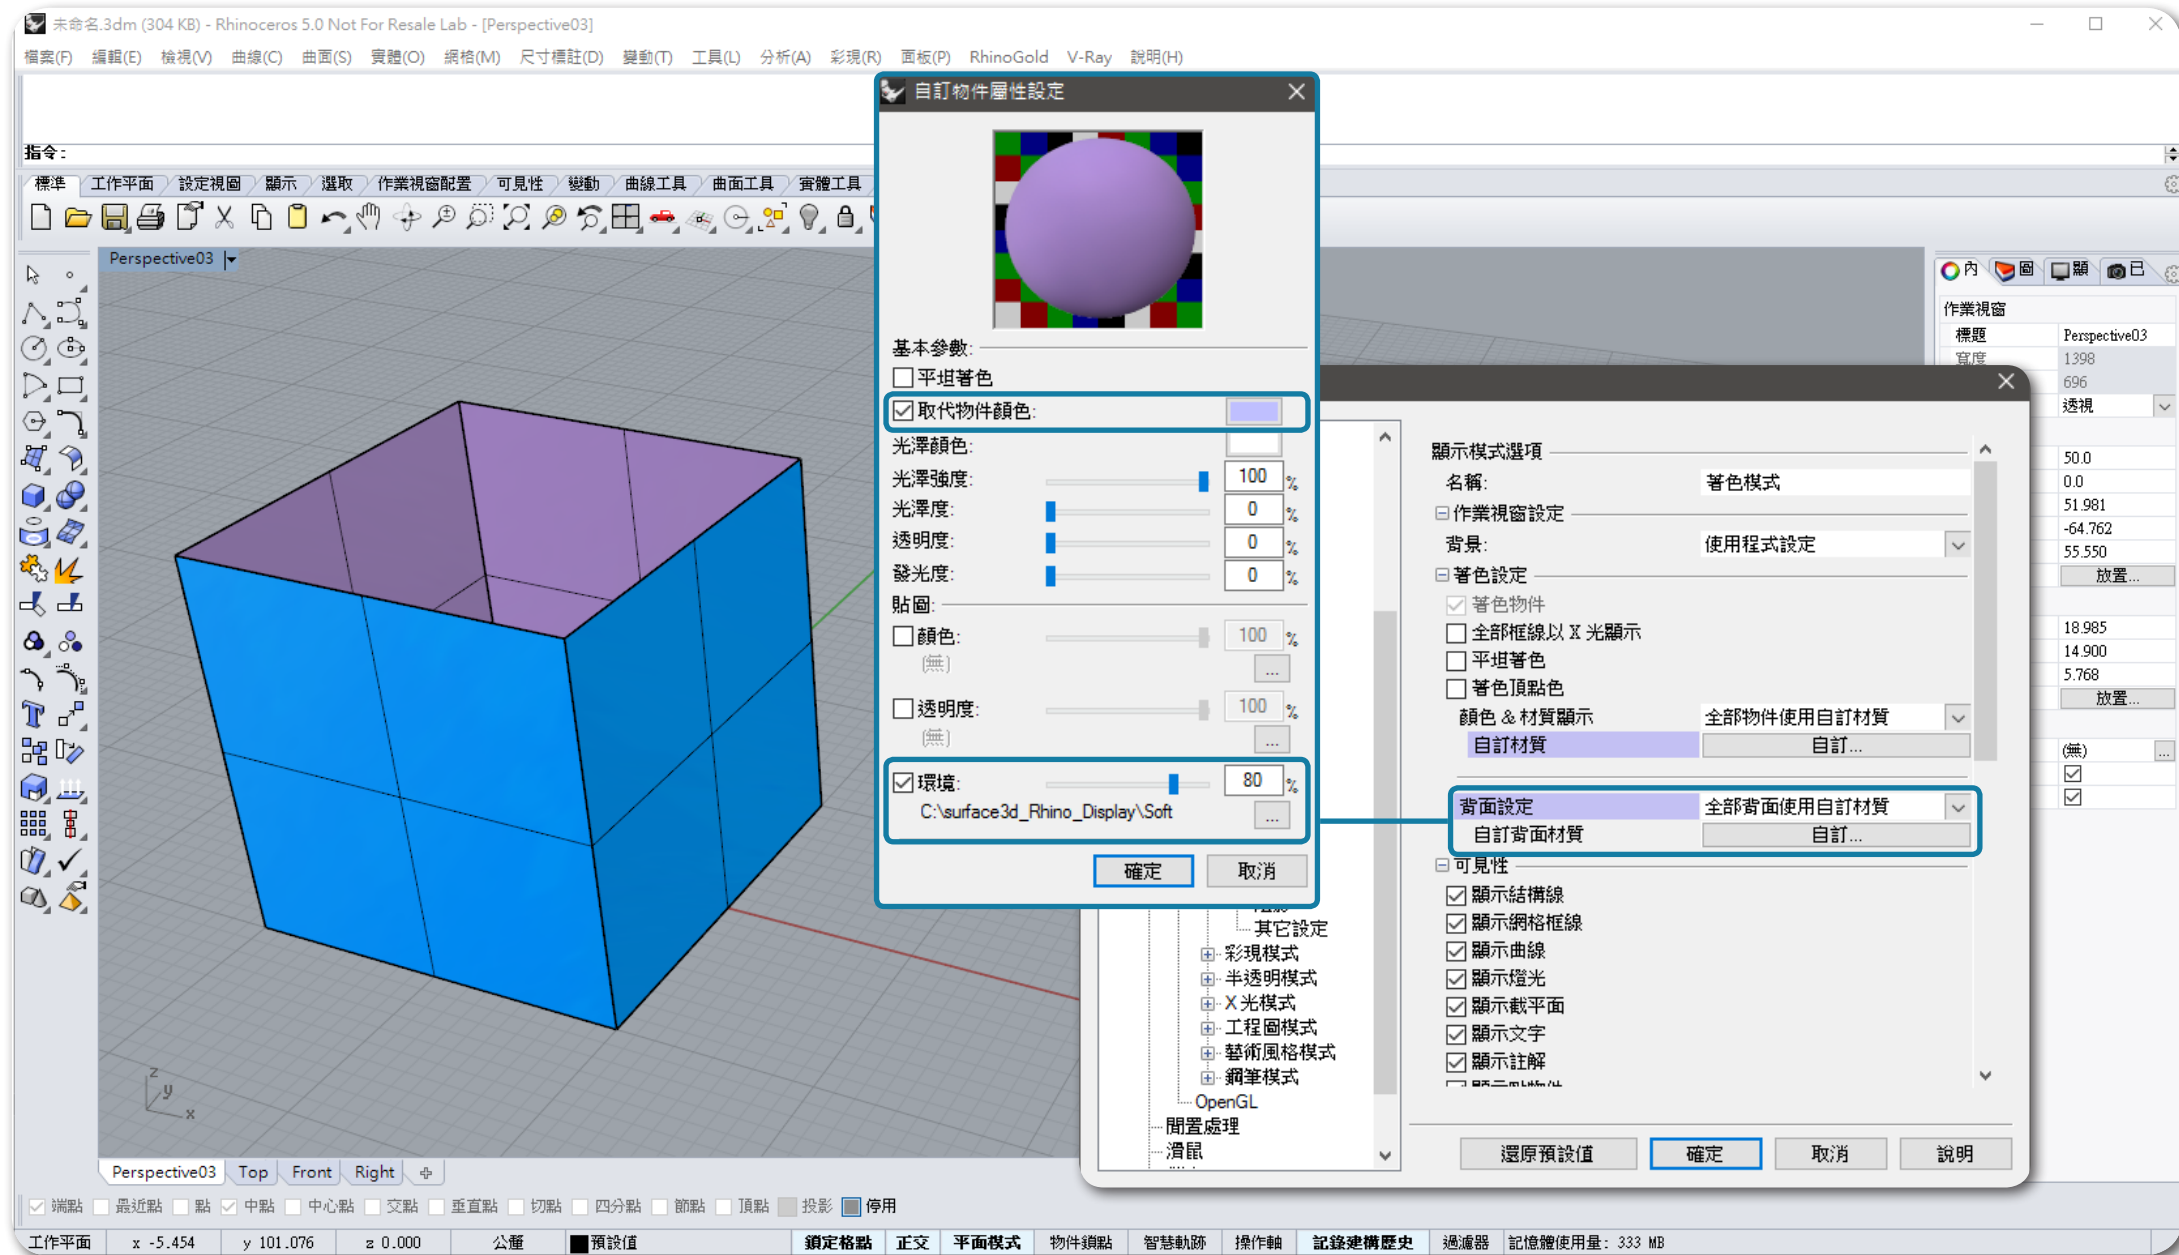 未命名.3dm (304 KB) - Rhinoceros 5.0 Not For Resale Lab - [Perspective03]
檔案(F) 編輯(E) 檢視(V) 曲線(C) 曲面(S) 實體(O) 網格(M) 尺寸標註(D) 變動(T) 工具(L) 分析(A) 彩現(R) 面板(P) RhinoGold V-Ray 說明(H)
指令:
標準 工作平面 設定視圖 顯示 選取 作業視窗配置 可見性 變動 曲線工具 曲面工具 實體工具
Perspective03
自訂物件屬性設定
基本參數:
平坦著色
取代物件顏色:
光澤顏色:
光澤強度: 100 %
光澤度: 0 %
透明度: 0 %
發光度: 0 %
貼圖:
顏色: 100 %
(無)
...
透明度: 100 %
(無)
...
環境: 80 %
C:\surface3d_Rhino_Display\Soft
...
確定 取消
其它設定
彩現模式
半透明模式
X光模式
工程圖模式
藝術風格模式
鋼筆模式
OpenGL
閒置處理
滑鼠
顯示模式選項
名稱: 著色模式
作業視窗設定
背景: 使用程式設定
著色設定
著色物件
全部框線以 X 光顯示
平坦著色
著色頂點色
顏色 & 材質顯示 全部物件使用自訂材質
自訂材質 自訂...
背面設定 全部背面使用自訂材質
自訂背面材質 自訂...
可見性
顯示結構線
顯示網格框線
顯示曲線
顯示燈光
顯示截平面
顯示文字
顯示註解
顯示點物件
還原預設值 確定 取消 說明
內 圖 顯 已
作業視窗
標題 Perspective03
寬度 1398
696
透視
50.0
0.0
51.981
-64.762
55.550
放置...
18.985
14.900
5.768
放置...
(無) ...
z
y
x
Perspective03 Top Front Right
端點 最近點 點 中點 中心點 交點 垂直點 切點 四分點 節點 頂點 投影 停用
工作平面 x -5.454 y 101.076 z 0.000 公釐 預設值 鎖定格點 正交 平面模式 物件鎖點 智慧軌跡 操作軸 記錄建構歷史 過濾器 記憶體使用量: 333 MB